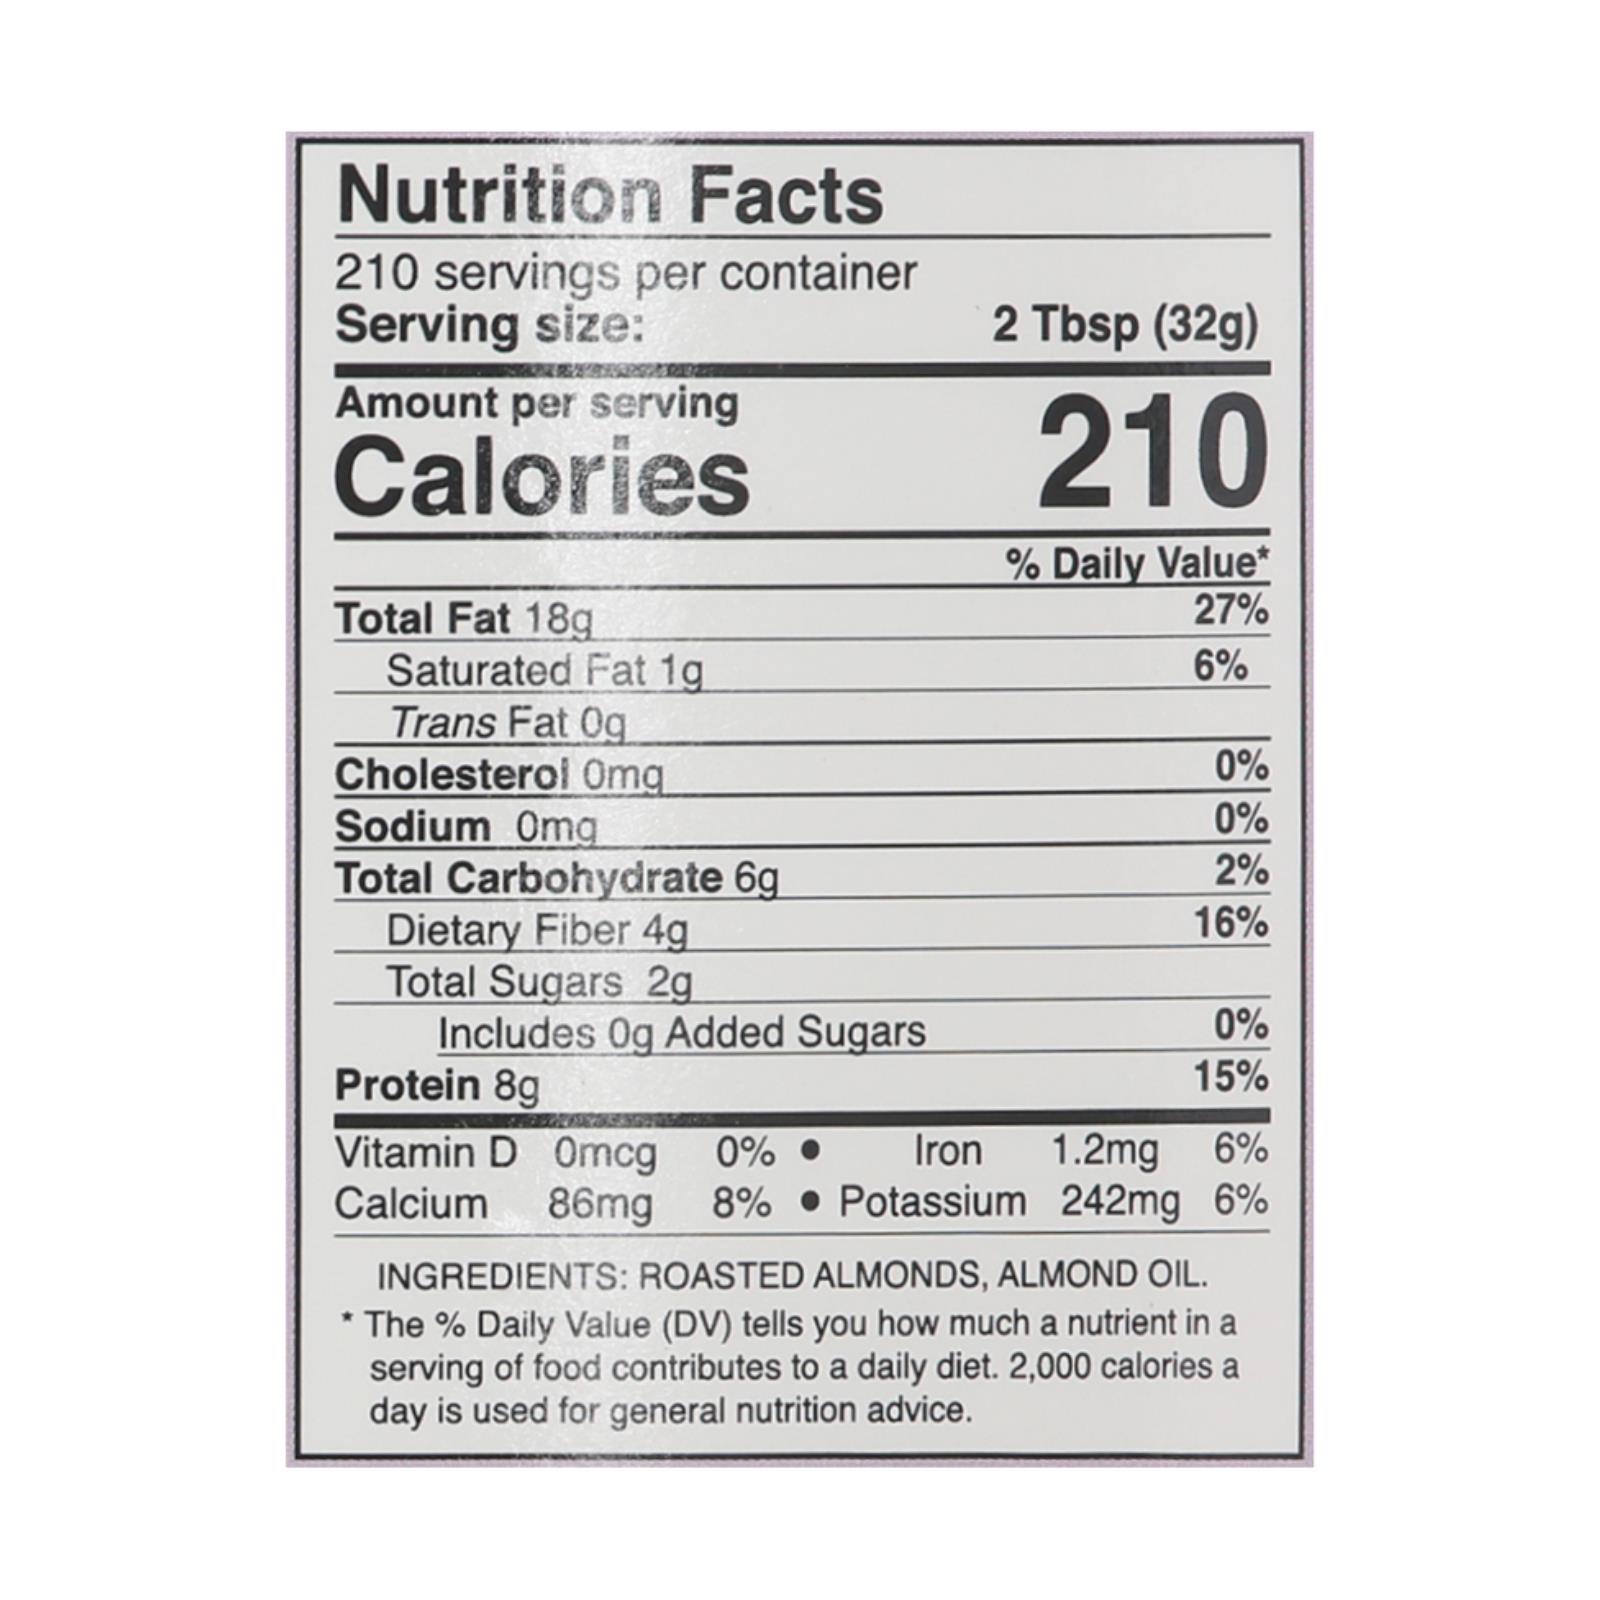 Nutrition Facts
210 servings per container
Serving size: 2 Tbsp (32g)
Amount per serving
Calories 210
% Daily Value*
Total Fat 18g 27%
Saturated Fat 1g 6%
Trans Fat 0g
Cholesterol 0mg 0%
Sodium 0mg 0%
Total Carbohydrate 6g 2%
Dietary Fiber 4g 16%
Total Sugars 2g
Includes 0g Added Sugars 0%
Protein 8g 15%
Vitamin D 0mcg 0% • Iron 1.2mg 6%
Calcium 86mg 8% • Potassium 242mg 6%
INGREDIENTS: ROASTED ALMONDS, ALMOND OIL.
* The % Daily Value (DV) tells you how much a nutrient in a
serving of food contributes to a daily diet. 2,000 calories a
day is used for general nutrition advice.